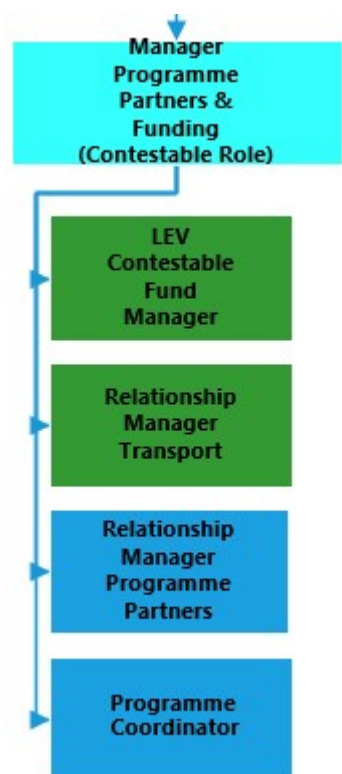 Manager
Programme
Partners &
Funding
(Contestable Role)
LEV
Contestable
Fund
Manager
Relationship
Manager
Transport
Relationship
Manager
Programme
Partners
Programme
Coordinator